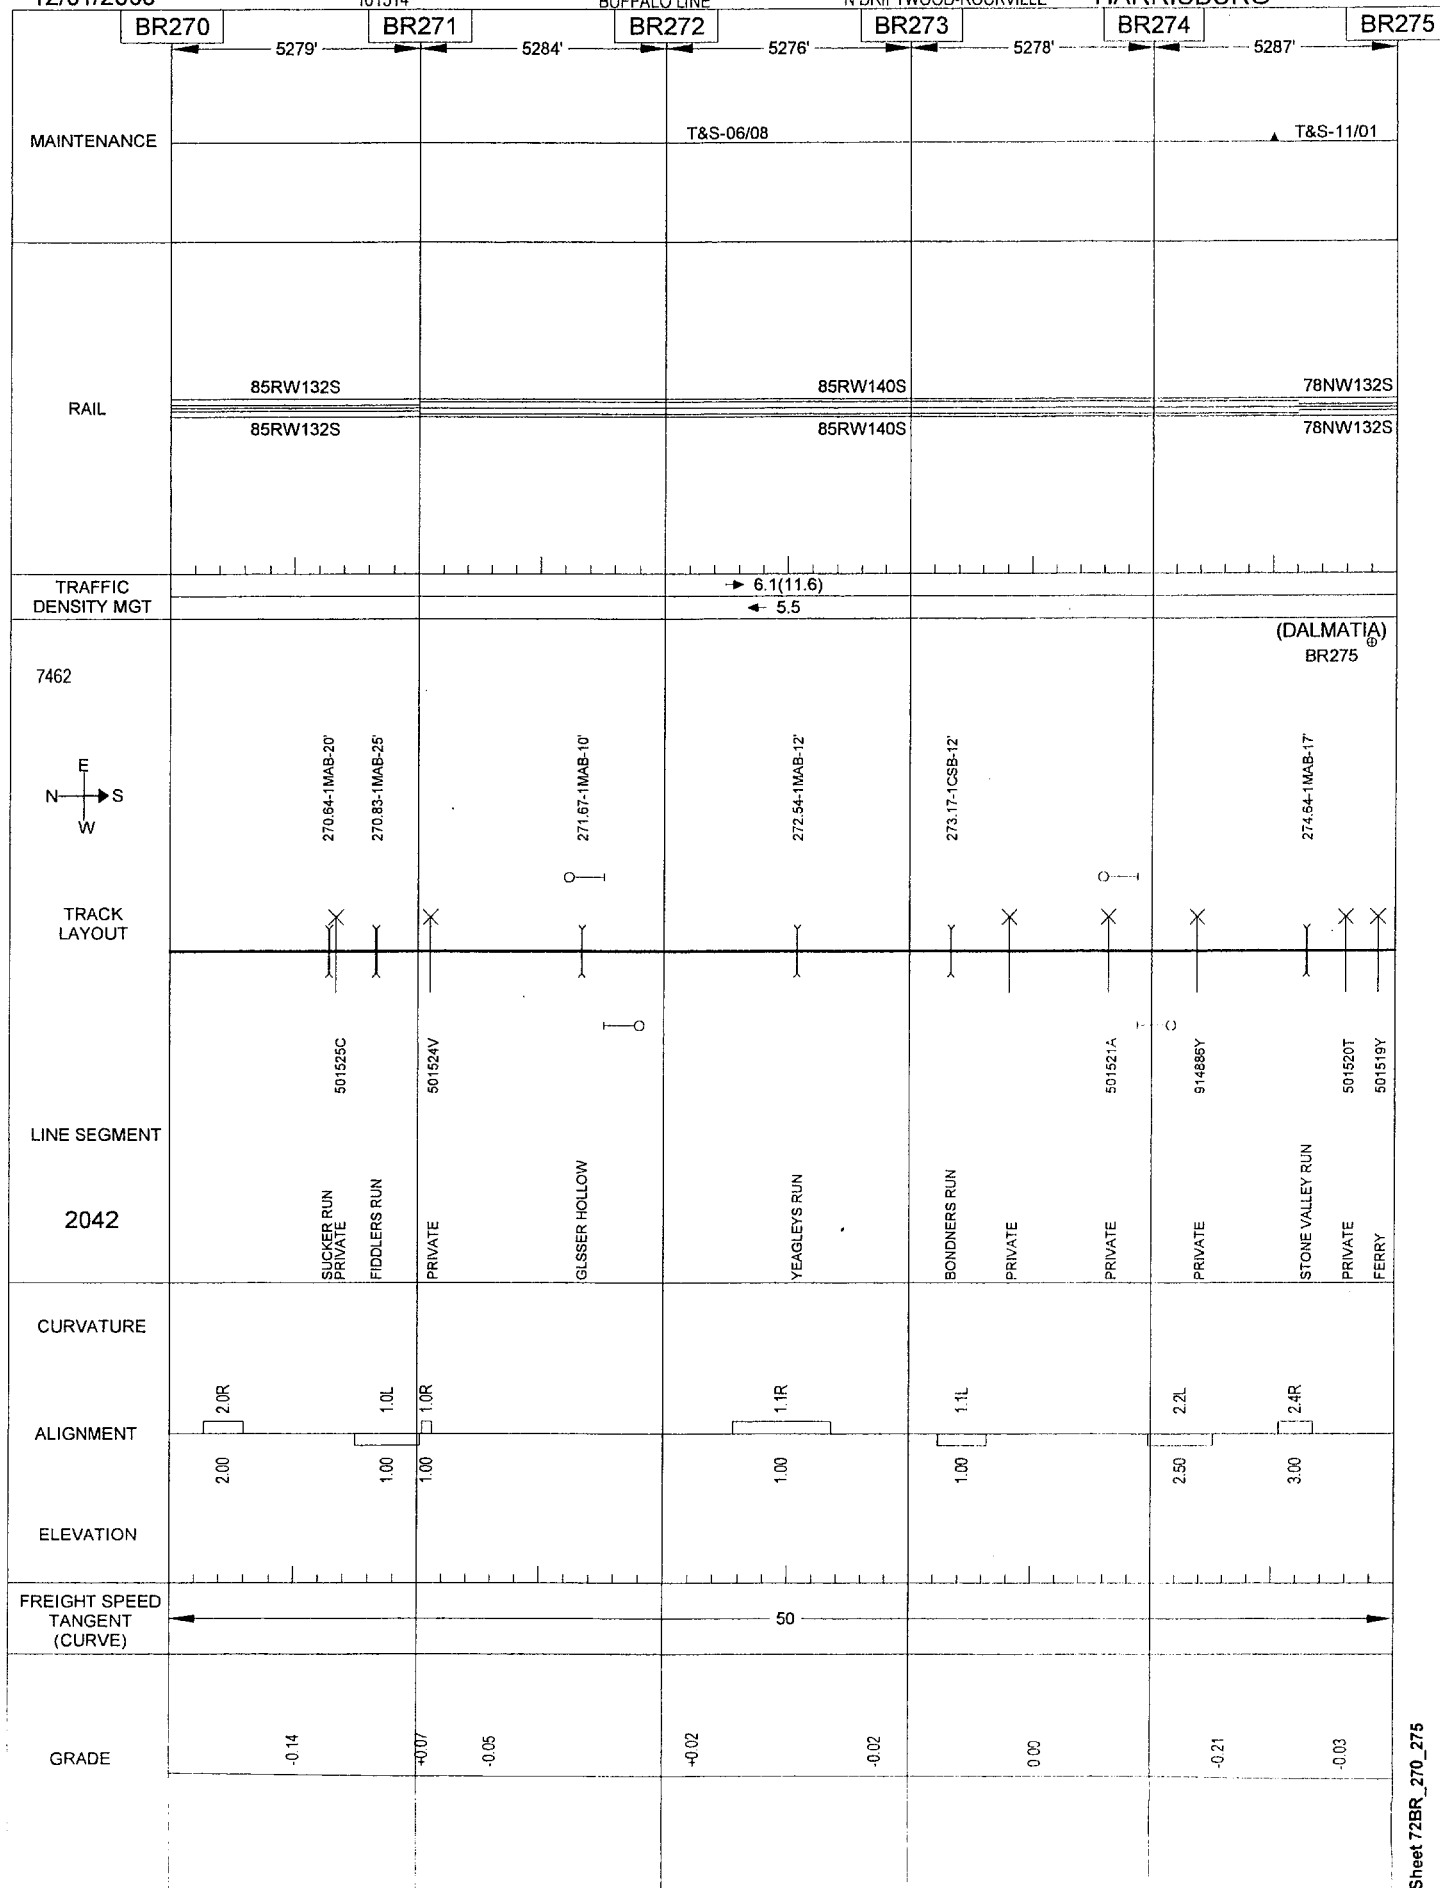 BUFFALO LINE
HARRISBURG
BR270 BR271 BR272 BR273 BR274 BR275
5279' 5284' 5276' 5278' 5287'
MAINTENANCE
T&S-06/08
T&S-11/01
RAIL
85RW132S 85RW140S 78NW132S
85RW132S 85RW140S 78NW132S
TRAFFIC
DENSITY MGT
6.1(11.6)
5.5
(DALMATIA)
BR275
7462
E
N S
W
270.64-1MAB-20'
270.83-1MAB-25'
271.67-1MAB-10'
272.54-1MAB-12'
273.17-1CSB-12'
274.64-1MAB-17'
TRACK
LAYOUT
501525C
501524V
501521A
914886Y
501520T
501519Y
LINE SEGMENT
2042
SUCKER RUN
PRIVATE
FIDDLERS RUN
PRIVATE
GLSSER HOLLOW
YEAGLEYS RUN
BONDNERS RUN
PRIVATE
PRIVATE
PRIVATE
STONE VALLEY RUN
PRIVATE
FERRY
CURVATURE
2.0R 1.0L 1.0R 1.1R 1.1L 2.2L 2.4R
ALIGNMENT
2.00 1.00 1.00 1.00 1.00 2.50 3.00
ELEVATION
FREIGHT SPEED
TANGENT
(CURVE)
50
GRADE
-0.14 +0.07 -0.05 +0.02 -0.02 0.00 -0.21 -0.03
Sheet 72BR_270_275